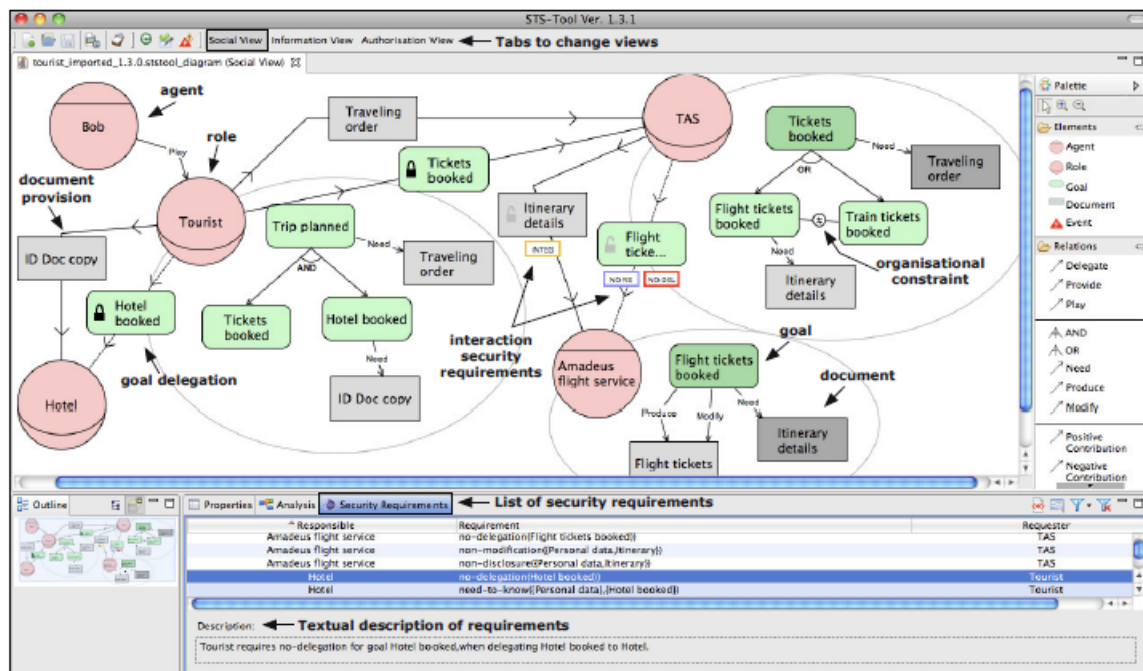 STS-Tool Ver. 1.3.1
Social View Information View Authorisation View Tabs to change views
tourist_imported_1.3.0.ststool_diagram (Social View)
agent
Bob
Play
role
Traveling
order
TAS
Tickets
booked
Need
Traveling
order
OR
Flight tickets
booked
Train tickets
booked
Need
Itinerary
details
organisational
constraint
document
provision
Tourist
Tickets
booked
Itinerary
details
INTEG
Flight
ticke...
NO-RE
NO-DEL
Trip planned
Need
Traveling
order
AND
Tickets
booked
Hotel booked
Need
ID Doc copy
ID Doc copy
Hotel
booked
goal delegation
Hotel
interaction
security
requirements
Amadeus
flight service
goal
Flight tickets
booked
document
Produce
Modify
Need
Itinerary
details
Flight tickets
Palette
Elements
Agent
Role
Goal
Document
Event
Relations
Delegate
Provide
Play
AND
OR
Need
Produce
Modify
Positive
Contribution
Negative
Contribution
Outline
Properties Analysis Security Requirements List of security requirements
Responsible Requirement Requester
Amadeus flight service no-delegation(Flight tickets booked)) TAS
Amadeus flight service non-modification({Personal data,Itinerary}) TAS
Amadeus flight service non-disclosure({Personal data,Itinerary}) TAS
Hotel no-delegation(Hotel booked)) Tourist
Hotel need-to-know({Personal data},{Hotel booked}) Tourist
Description: Textual description of requirements
Tourist requires no-delegation for goal Hotel booked,when delegating Hotel booked to Hotel.